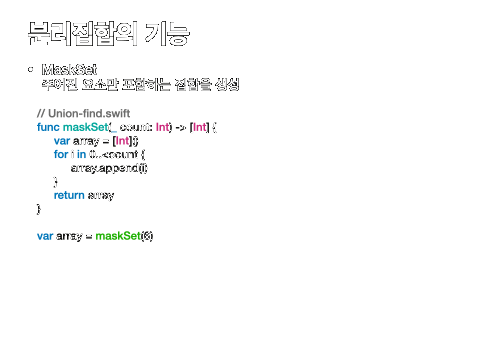 분리집합의 기능
◦ MaskSet
주어진 요소만 포함하는 집합을 생성
// Union-find.swift
func maskSet(_ count: Int) -> [Int] {
var array = [Int]()
for i in 0..<count {
array.append(i)
}
return array
}
var array = maskSet(6)